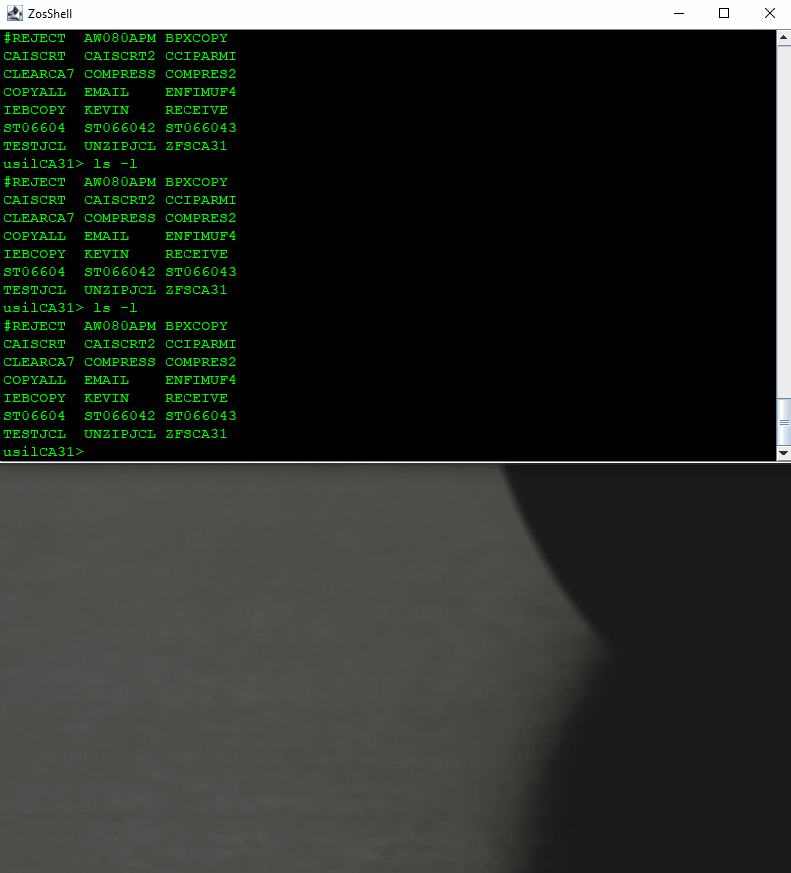 ZosShell
#REJECT  AW080APM BPXCOPY
CAISCRT  CAISCRT2 CCIPARMI
CLEARCA7 COMPRESS COMPRES2
COPYALL  EMAIL    ENFIMUF4
IEBCOPY  KEVIN    RECEIVE
ST06604  ST066042 ST066043
TESTJCL  UNZIPJCL ZFSCA31
usilCA31> ls -l
#REJECT  AW080APM BPXCOPY
CAISCRT  CAISCRT2 CCIPARMI
CLEARCA7 COMPRESS COMPRES2
COPYALL  EMAIL    ENFIMUF4
IEBCOPY  KEVIN    RECEIVE
ST06604  ST066042 ST066043
TESTJCL  UNZIPJCL ZFSCA31
usilCA31> ls -l
#REJECT  AW080APM BPXCOPY
CAISCRT  CAISCRT2 CCIPARMI
CLEARCA7 COMPRESS COMPRES2
COPYALL  EMAIL    ENFIMUF4
IEBCOPY  KEVIN    RECEIVE
ST06604  ST066042 ST066043
TESTJCL  UNZIPJCL ZFSCA31
usilCA31>